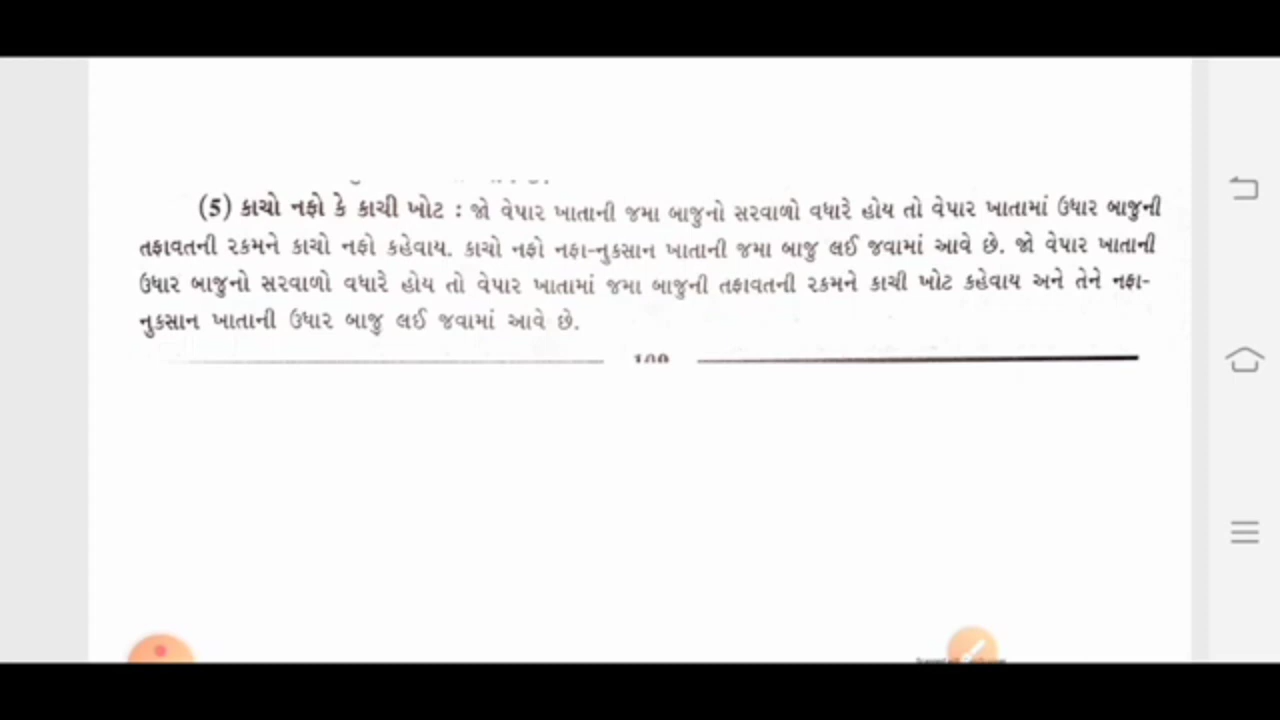 (5) કાચો નફો કે કાચી ખોટ : જો વેપાર ખાતાની જમા બાજુનો સરવાળો વધારે હોય તો વેપાર ખાતામાં ઉધાર બાજુની
તફાવતની રકમને કાચો નફો કહેવાય. કાચો નફો નફા-નુકસાન ખાતાની જમા બાજુ લઈ જવામાં આવે છે. જો વેપાર ખાતાની
ઉધાર બાજુનો સરવાળો વધારે હોય તો વેપાર ખાતામાં જમા બાજુની તફાવતની રકમને કાચી ખોટ કહેવાય અને તેને નફા-
નુકસાન ખાતાની ઉધાર બાજુ લઈ જવામાં આવે છે.